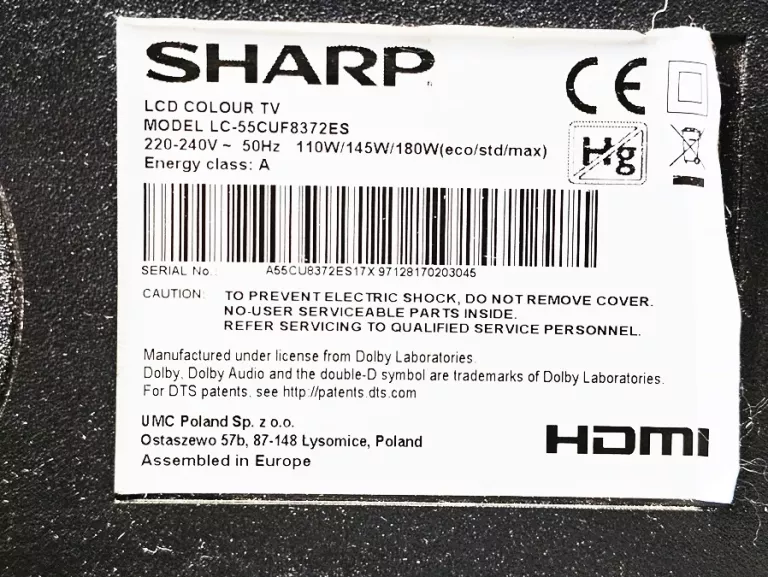 SHARP
LCD COLOUR TV
MODEL LC-55CUF8372ES
220-240V ~ 50Hz 110W/145W/180W(eco/std/max)
Energy class: A
CE
Hg
SERIAL No.: A55CU8372ES17X 97128170203045
CAUTION: TO PREVENT ELECTRIC SHOCK, DO NOT REMOVE COVER.
NO-USER SERVICEABLE PARTS INSIDE.
REFER SERVICING TO QUALIFIED SERVICE PERSONNEL.
Manufactured under license from Dolby Laboratories.
Dolby, Dolby Audio and the double-D symbol are trademarks of Dolby Laboratories.
For DTS patents, see http://patents.dts.com
UMC Poland Sp. z o.o.
Ostaszewo 57b, 87-148 Łysomice, Poland
Assembled in Europe
HDMI